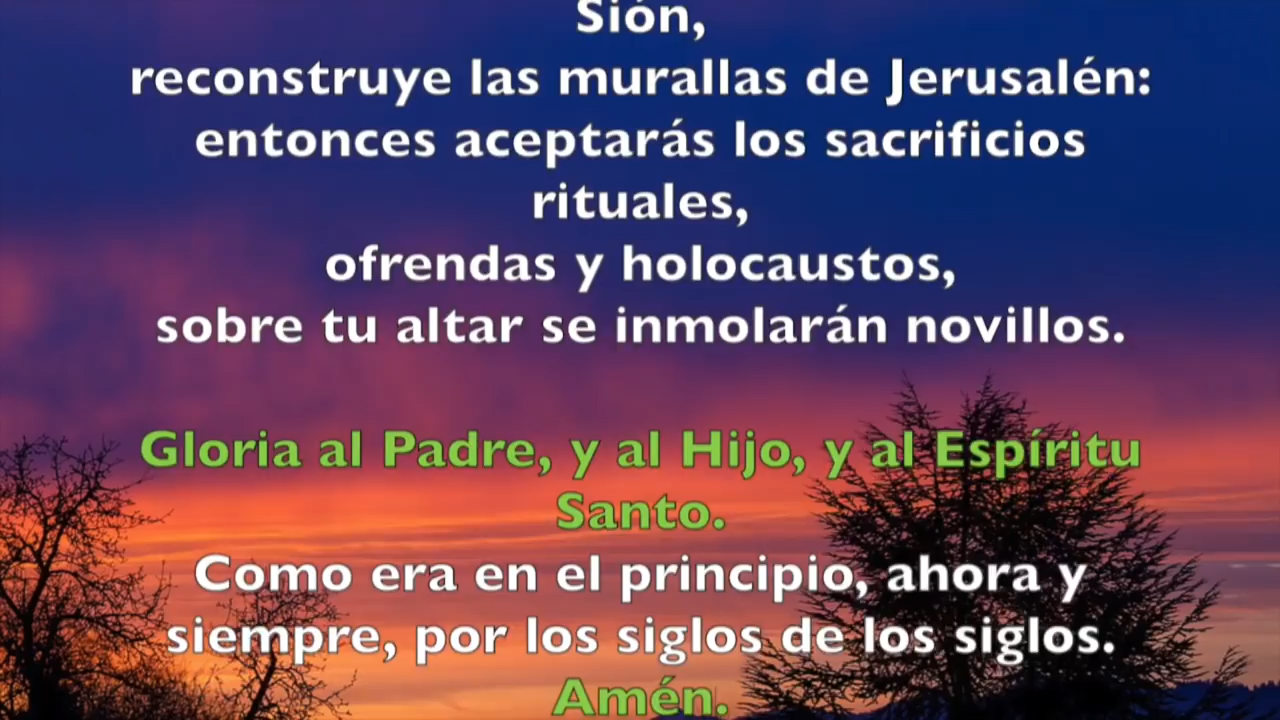 Sión,
reconstruye las murallas de Jerusalén:
entonces aceptarás los sacrificios
rituales,
ofrendas y holocaustos,
sobre tu altar se inmolarán novillos.
Gloria al Padre, y al Hijo, y al Espíritu
Santo.
Como era en el principio, ahora y
siempre, por los siglos de los siglos.
Amén.